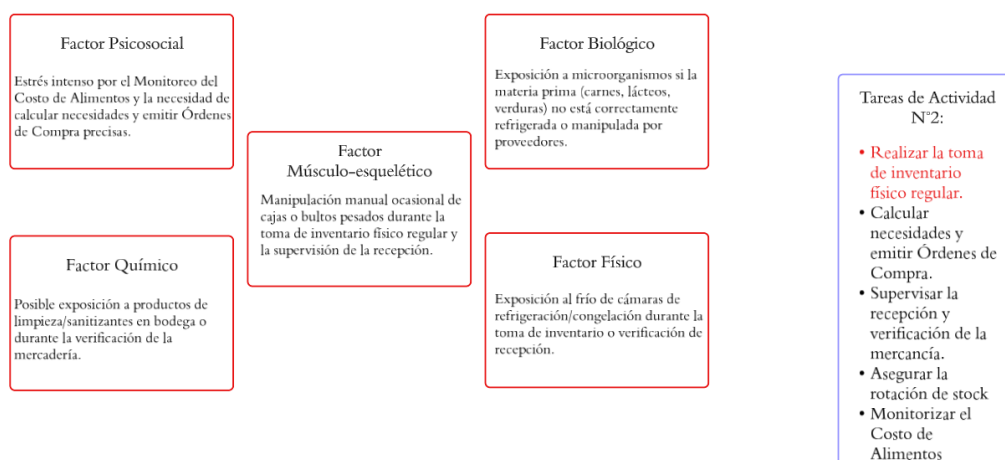 Factor Psicosocial
Estrés intenso por el Monitoreo del
Costo de Alimentos y la necesidad de
calcular necesidades y emitir Órdenes
de Compra precisas.
Factor Biológico
Exposición a microorganismos si la
materia prima (carnes, lácteos,
verduras) no está correctamente
refrigerada o manipulada por
proveedores.
Factor
Músculo-esquelético
Manipulación manual ocasional de
cajas o bultos pesados durante la
toma de inventario físico regular y
la supervisión de la recepción.
Factor Químico
Posible exposición a productos de
limpieza/sanitizantes en bodega o
durante la verificación de la
mercadería.
Factor Físico
Exposición al frío de cámaras de
refrigeración/congelación durante la
toma de inventario o verificación de
recepción.
Tareas de Actividad
N°2:
• Realizar la toma
de inventario
físico regular.
• Calcular
necesidades y
emitir Órdenes de
Compra.
• Supervisar la
recepción y
verificación de la
mercancía.
• Asegurar la
rotación de stock
• Monitorizar el
Costo de
Alimentos